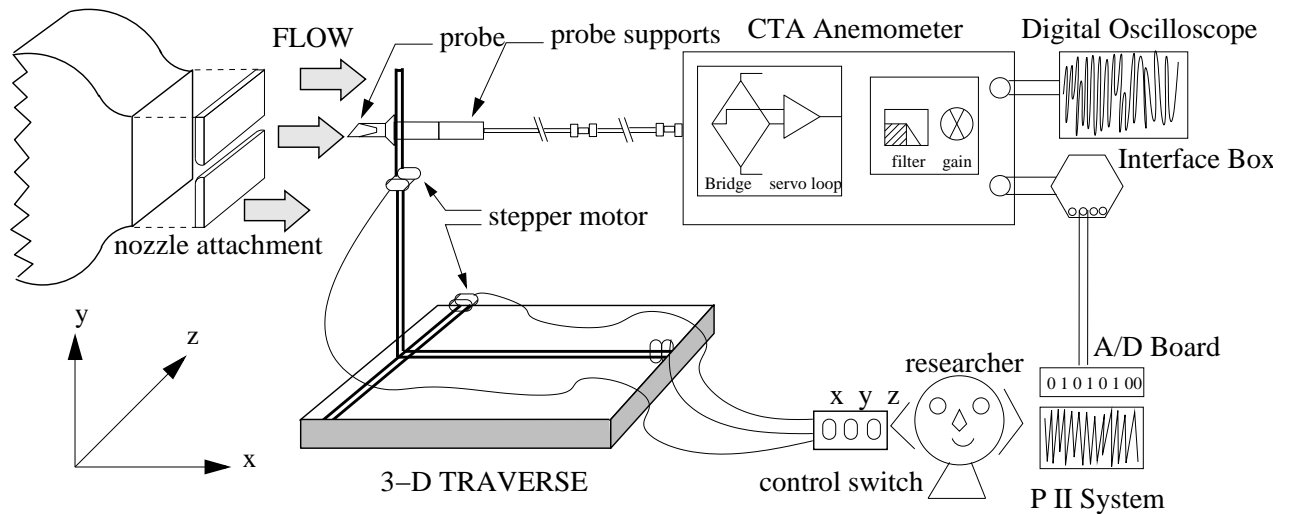 FLOW
probe
probe supports
CTA Anemometer
Digital Oscilloscope
filter
gain
Bridge
servo loop
Interface Box
nozzle attachment
stepper motor
y
z
x
A/D Board
0 1 0 1 0 1 00
researcher
x y z
control switch
3−D TRAVERSE
P II System